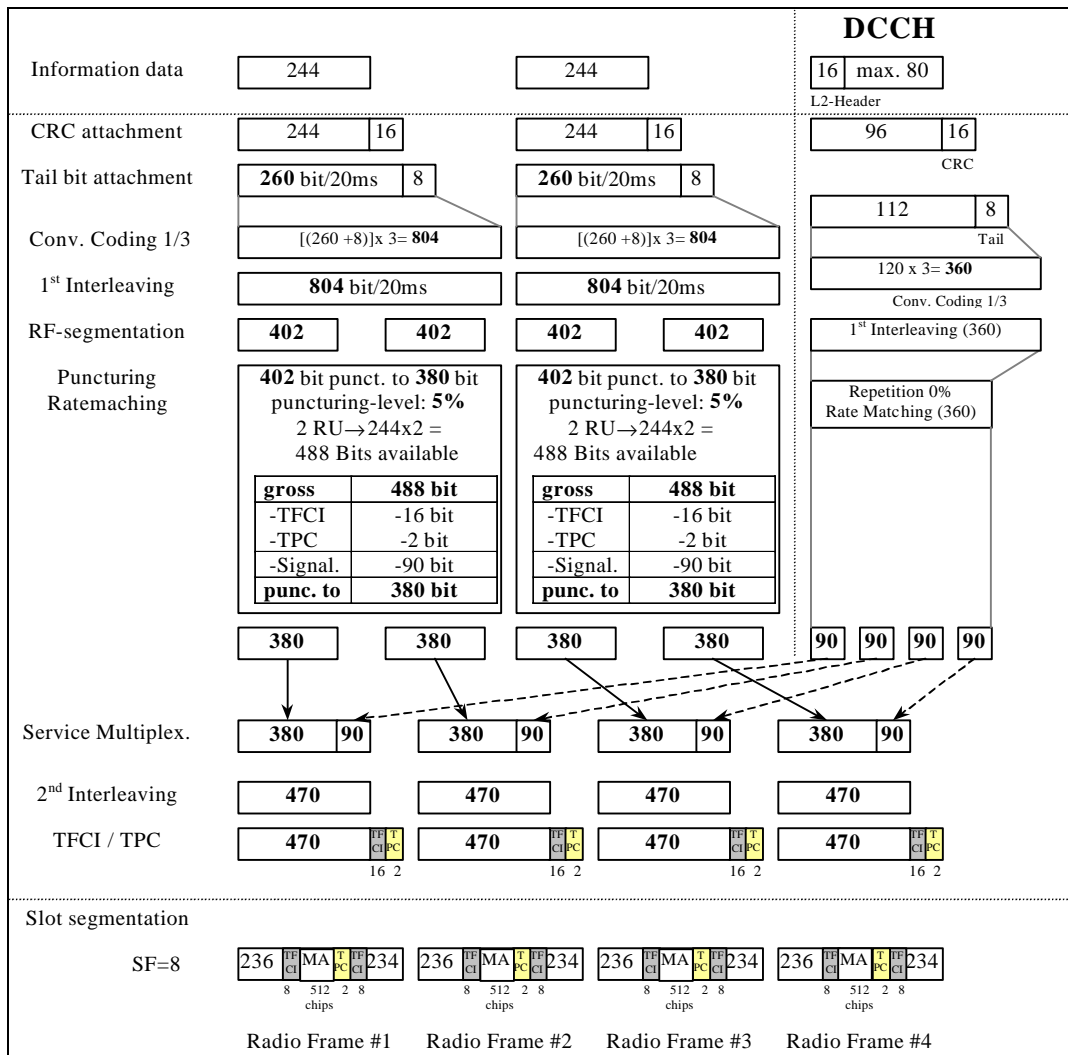 DCCH
Information data 244 244 16 max. 80
L2-Header
CRC attachment 244 16 244 16 96 16
CRC
Tail bit attachment 260 bit/20ms 8 260 bit/20ms 8
112 8
Tail
Conv. Coding 1/3 [(260 +8)]x 3= 804 [(260 +8)]x 3= 804
120 x 3= 360
Conv. Coding 1/3
1st Interleaving 804 bit/20ms 804 bit/20ms
RF-segmentation 402 402 402 402 1st Interleaving (360)
Puncturing
Ratemaching
402 bit punct. to 380 bit
puncturing-level: 5%
2 RU→244x2 =
488 Bits available
gross 488 bit
-TFCI -16 bit
-TPC -2 bit
-Signal. -90 bit
punc. to 380 bit
402 bit punct. to 380 bit
puncturing-level: 5%
2 RU→244x2 =
488 Bits available
gross 488 bit
-TFCI -16 bit
-TPC -2 bit
-Signal. -90 bit
punc. to 380 bit
Repetition 0%
Rate Matching (360)
380 380 380 380 90 90 90 90
Service Multiplex. 380 90 380 90 380 90 380 90
2nd Interleaving 470 470 470 470
TFCI / TPC 470 TF CI T PC 470 TF CI T PC 470 TF CI T PC 470 TF CI T PC
16 2 16 2 16 2 16 2
Slot segmentation
SF=8 236 TF CI MA T PC TF CI 234 236 TF CI MA T PC TF CI 234 236 TF CI MA T PC TF CI 234 236 TF CI MA T PC TF CI 234
8 512 2 8 8 512 2 8 8 512 2 8 8 512 2 8
chips chips chips chips
Radio Frame #1 Radio Frame #2 Radio Frame #3 Radio Frame #4